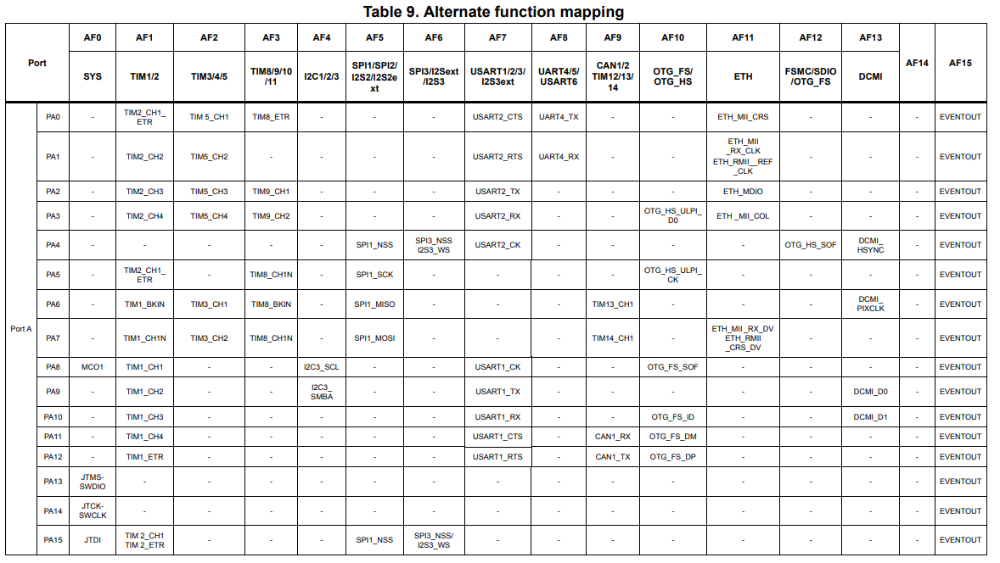 Table 9. Alternate function mapping
Port AF0 AF1 AF2 AF3 AF4 AF5 AF6 AF7 AF8 AF9 AF10 AF11 AF12 AF13 AF14 AF15
SYS TIM1/2 TIM3/4/5 TIM8/9/10 /11 I2C1/2/3 SPI1/SPI2/ I2S2/I2S2e xt SPI3/I2Sext /I2S3 USART1/2/3/ I2S3ext UART4/5/ USART6 CAN1/2 TIM12/13/ 14 OTG_FS/ OTG_HS ETH FSMC/SDIO /OTG_FS DCMI
Port A
PA0 - TIM2_CH1_ ETR TIM 5_CH1 TIM8_ETR - - - USART2_CTS UART4_TX - - ETH_MII_CRS - - - EVENTOUT
PA1 - TIM2_CH2 TIM5_CH2 - - - - USART2_RTS UART4_RX - - ETH_MII _RX_CLK ETH_RMII__REF _CLK - - - EVENTOUT
PA2 - TIM2_CH3 TIM5_CH3 TIM9_CH1 - - - USART2_TX - - - ETH_MDIO - - - EVENTOUT
PA3 - TIM2_CH4 TIM5_CH4 TIM9_CH2 - - - USART2_RX - - OTG_HS_ULPI_ D0 ETH _MII_COL - - - EVENTOUT
PA4 - - - - - SPI1_NSS SPI3_NSS I2S3_WS USART2_CK - - - - OTG_HS_SOF DCMI_ HSYNC - EVENTOUT
PA5 - TIM2_CH1_ ETR - TIM8_CH1N - SPI1_SCK - - - - OTG_HS_ULPI_ CK - - - - EVENTOUT
PA6 - TIM1_BKIN TIM3_CH1 TIM8_BKIN - SPI1_MISO - - - TIM13_CH1 - - - DCMI_ PIXCLK - EVENTOUT
PA7 - TIM1_CH1N TIM3_CH2 TIM8_CH1N - SPI1_MOSI - - - TIM14_CH1 - ETH_MII_RX_DV ETH_RMII _CRS_DV - - - EVENTOUT
PA8 MCO1 TIM1_CH1 - - I2C3_SCL - - USART1_CK - - OTG_FS_SOF - - - - EVENTOUT
PA9 - TIM1_CH2 - - I2C3_ SMBA - - USART1_TX - - - - - DCMI_D0 - EVENTOUT
PA10 - TIM1_CH3 - - - - - USART1_RX - - OTG_FS_ID - - DCMI_D1 - EVENTOUT
PA11 - TIM1_CH4 - - - - - USART1_CTS - CAN1_RX OTG_FS_DM - - - - EVENTOUT
PA12 - TIM1_ETR - - - - - USART1_RTS - CAN1_TX OTG_FS_DP - - - - EVENTOUT
PA13 JTMS- SWDIO - - - - - - - - - - - - - - EVENTOUT
PA14 JTCK- SWCLK - - - - - - - - - - - - - - EVENTOUT
PA15 JTDI TIM 2_CH1 TIM 2_ETR - - - SPI1_NSS SPI3_NSS/ I2S3_WS - - - - - - - - EVENTOUT